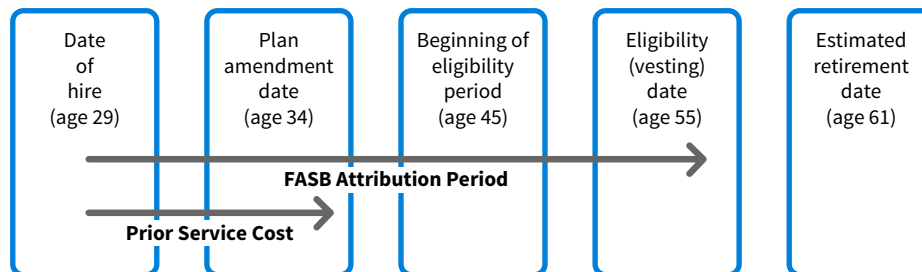 Date
of
hire
(age 29)
Plan
amendment
date
(age 34)
Beginning of
eligibility
period
(age 45)
Eligibility
(vesting)
date
(age 55)
Estimated
retirement
date
(age 61)
FASB Attribution Period
Prior Service Cost